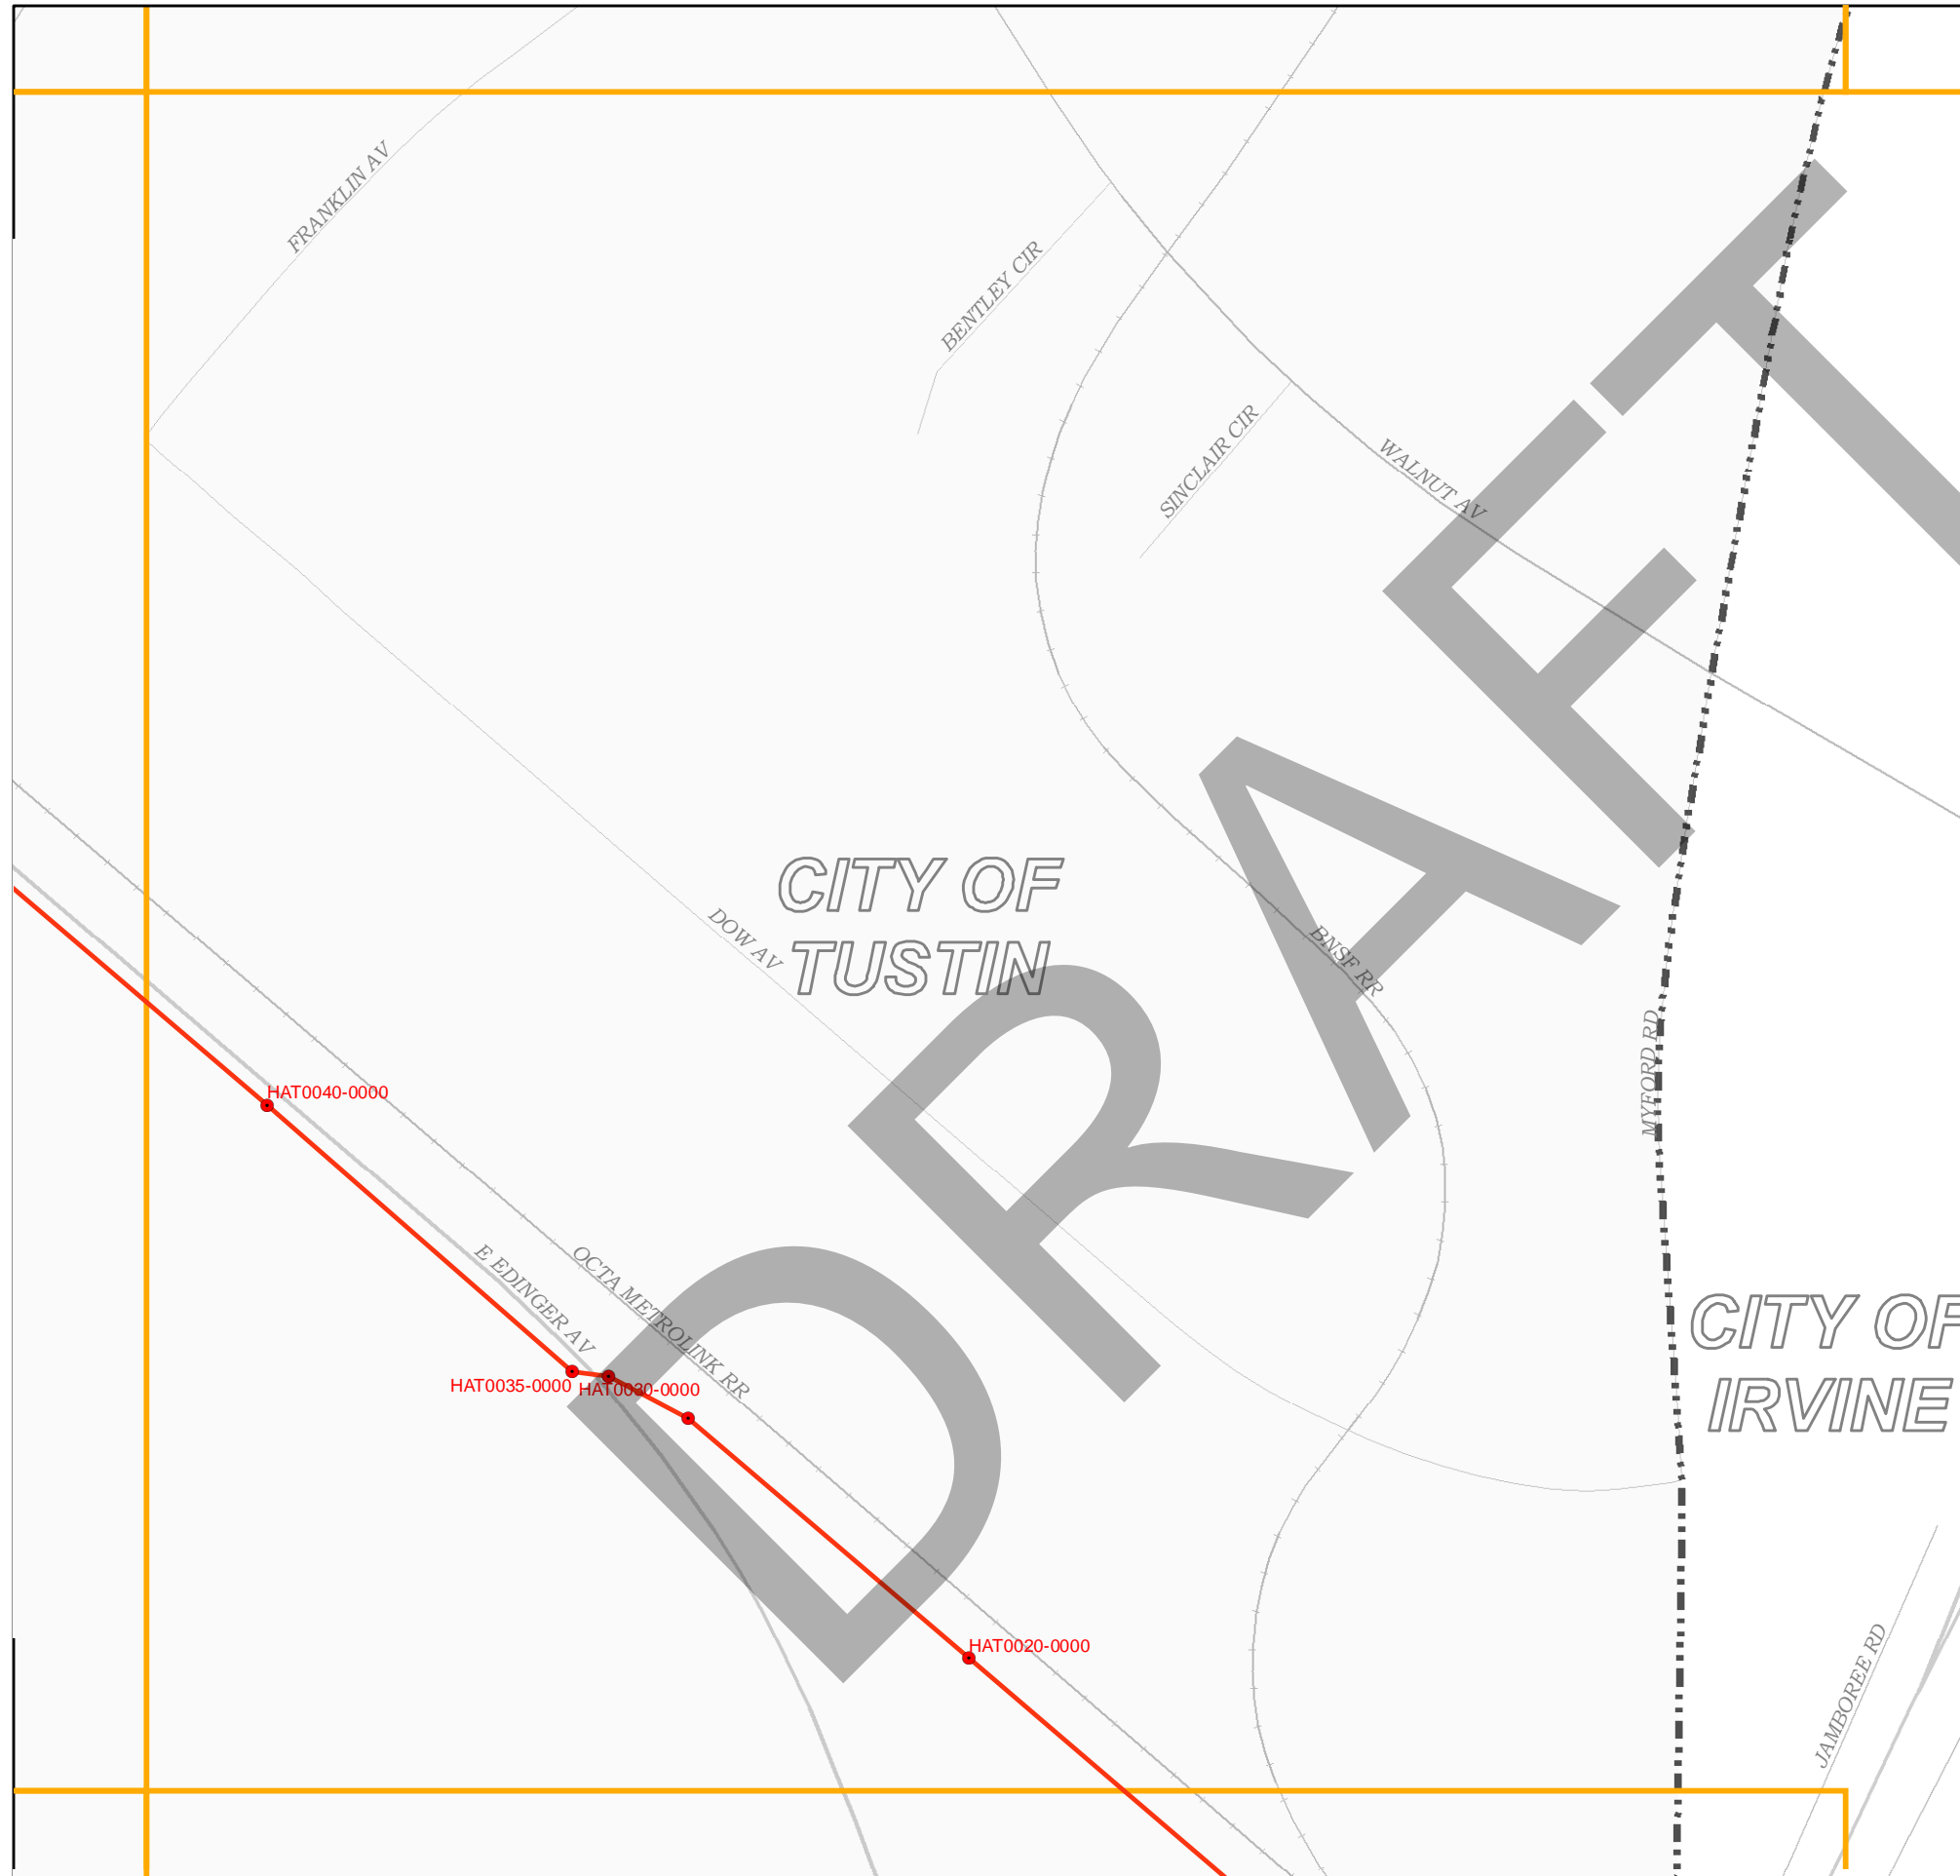 FRANKLIN AV
BENTLEY CIR
SINCLAIR CIR
WALNUT AV
CITY OF
TUSTIN
DOW AV
BNSF RR
MYFORD RD
HAT0040-0000
E EDINGER AV
OCTA METROLINK RR
CITY OF
IRVINE
HAT0035-0000
HAT0030-0000
HAT0020-0000
JAMBOREE RD
DRAFT